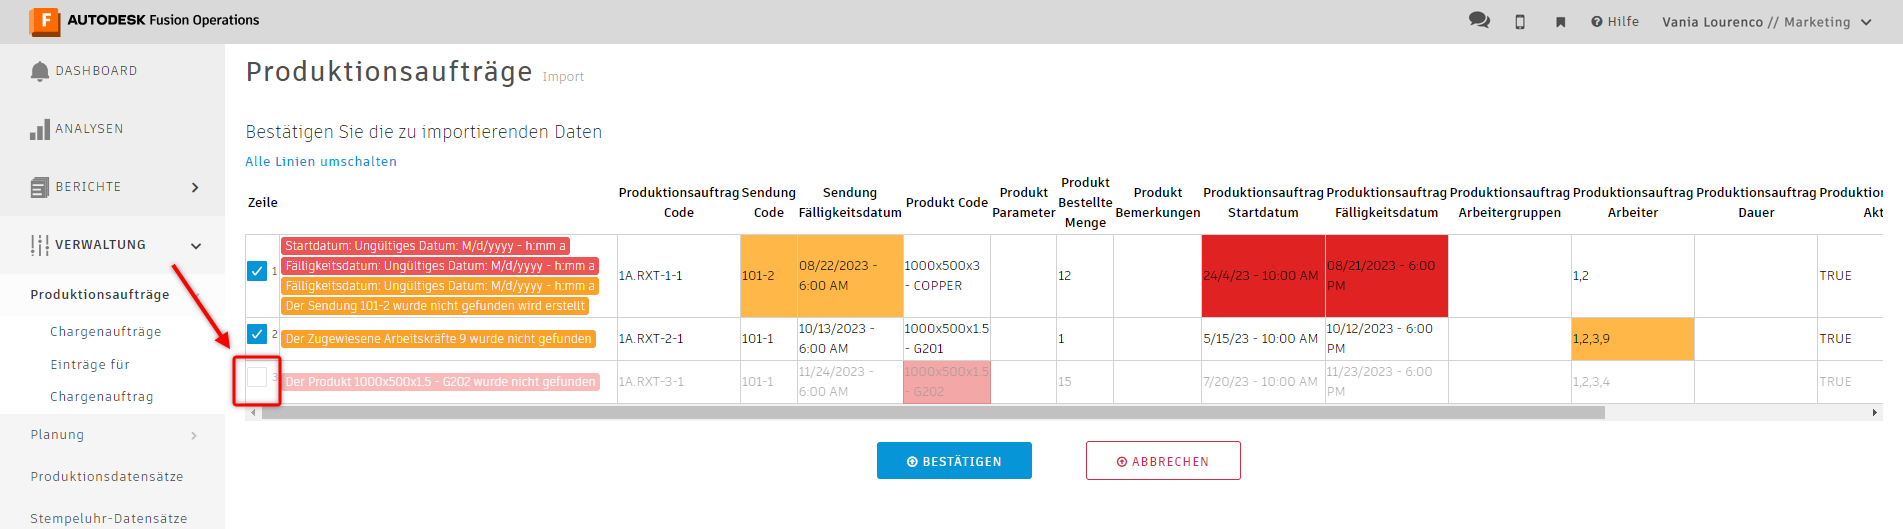 F AUTODESK Fusion Operations
Hilfe
Vania Lourenco // Marketing
DASHBOARD
ANALYSEN
BERICHTE
VERWALTUNG
Produktionsaufträge
Chargenaufträge
Einträge für
Chargenauftrag
Planung
Produktionsdatensätze
Stempeluhr-Datensätze
Produktionsaufträge Import
Bestätigen Sie die zu importierenden Daten
Alle Linien umschalten
Zeile
Produktionsauftrag
Code
Sendung
Code
Sendung
Fälligkeitsdatum
Produkt Code
Produkt
Parameter
Produkt
Bestellte
Menge
Produkt
Bemerkungen
Produktionsauftrag
Startdatum
Produktionsauftrag
Fälligkeitsdatum
Produktionsauftrag
Arbeitergruppen
Produktionsauftrag
Arbeiter
Produktionsauftrag
Dauer
Produktion
Akt
1
Startdatum: Ungültiges Datum: M/d/yyyy - h:mm a
Fälligkeitsdatum: Ungültiges Datum: M/d/yyyy - h:mm a
Fälligkeitsdatum: Ungültiges Datum: M/d/yyyy - h:mm a
Der Sendung 101-2 wurde nicht gefunden wird erstellt
1A.RXT-1-1
101-2
08/22/2023 -
6:00 AM
1000x500x3
- COPPER
12
24/4/23 - 10:00 AM
08/21/2023 - 6:00
PM
1,2
TRUE
2
Der Zugewiesene Arbeitskräfte 9 wurde nicht gefunden
1A.RXT-2-1
101-1
10/13/2023 -
6:00 AM
1000x500x1.5
- G201
1
5/15/23 - 10:00 AM
10/12/2023 - 6:00
PM
1,2,3,9
TRUE
3
Der Produkt 1000x500x1.5 - G202 wurde nicht gefunden
1A.RXT-3-1
101-1
11/24/2023 -
6:00 AM
1000x500x1.5
- G202
15
7/20/23 - 10:00 AM
11/23/2023 - 6:00
PM
1,2,3,4
TRUE
BESTÄTIGEN
ABBRECHEN